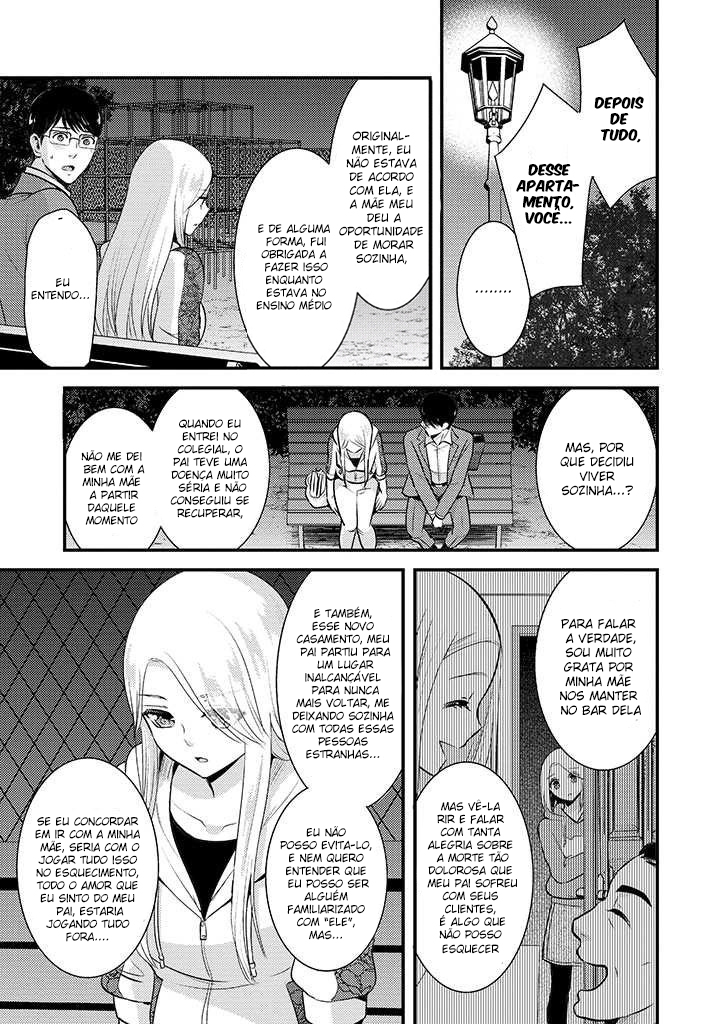 DEPOIS
DE
TUDO,
DESSE
APARTA-
MENTO,
VOCÊ...
........
ORIGINAL-
MENTE, EU
NÃO ESTAVA
DE ACORDO
COM ELA, E
A MÃE MEU
DEU A
OPORTUNIDADE
DE MORAR
SOZINHA,
E DE ALGUMA
FORMA, FUI
OBRIGADA A
FAZER ISSO
ENQUANTO
ESTAVA NO
ENSINO MÉDIO
EU
ENTENDO...
MAS, POR
QUE DECIDIU
VIVER
SOZINHA...?
QUANDO EU
ENTREI NO
COLEGIAL, O
PAI TEVE UMA
DOENÇA MUITO
SÉRIA E NÃO
CONSEGUIU SE
RECUPERAR,
NÃO ME DEI
BEM COM A
MINHA MÃE
A PARTIR
DAQUELE
MOMENTO
PARA FALAR
A VERDADE,
SOU MUITO
GRATA POR
MINHA MÃE
NOS MANTER
NO BAR DELA
MAS VÊ-LA
RIR E FALAR
COM TANTA
ALEGRIA SOBRE
A MORTE TÃO
DOLOROSA QUE
MEU PAI SOFREU
COM SEUS
CLIENTES,
É ALGO QUE
NÃO POSSO
ESQUECER
E TAMBÉM,
ESSE NOVO
CASAMENTO, MEU
PAI PARTIU PARA
UM LUGAR
INALCANÇÁVEL
PARA NUNCA
MAIS VOLTAR, ME
DEIXANDO SOZINHA
COM TODAS ESSAS
PESSOAS
ESTRANHAS...
EU NÃO
POSSO EVITA-LO,
E NEM QUERO
ENTENDER QUE
EU POSSO SER
ALGUÉM
FAMILIARIZADO
COM "ELE",
MAS...
SE EU CONCORDAR
EM IR COM A MINHA
MÃE, SERIA COM O
JOGAR TUDO ISSO
NO ESQUECIMENTO,
TODO O AMOR QUE
EU SINTO DO MEU
PAI, ESTARIA
JOGANDO TUDO
FORA....